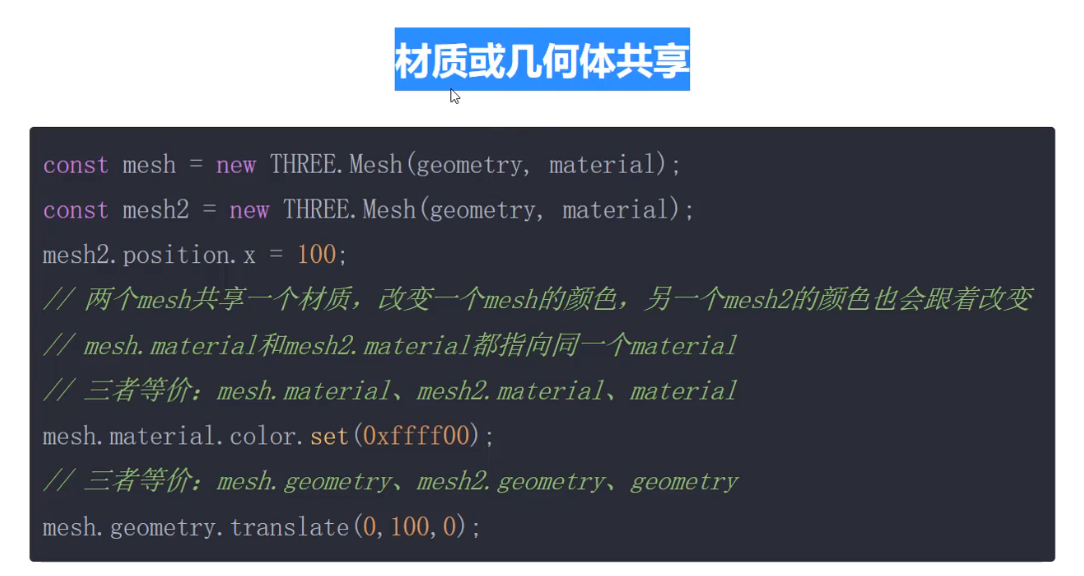 材质或几何体共享
const mesh = new THREE.Mesh(geometry, material);
const mesh2 = new THREE.Mesh(geometry, material);
mesh2.position.x = 100;
// 两个mesh共享一个材质，改变一个mesh的颜色，另一个mesh2的颜色也会跟着改变
// mesh.material和mesh2.material都指向同一个material
// 三者等价：mesh.material、mesh2.material、material
mesh.material.color.set(0xffff00);
// 三者等价：mesh.geometry、mesh2.geometry、geometry
mesh.geometry.translate(0,100,0);